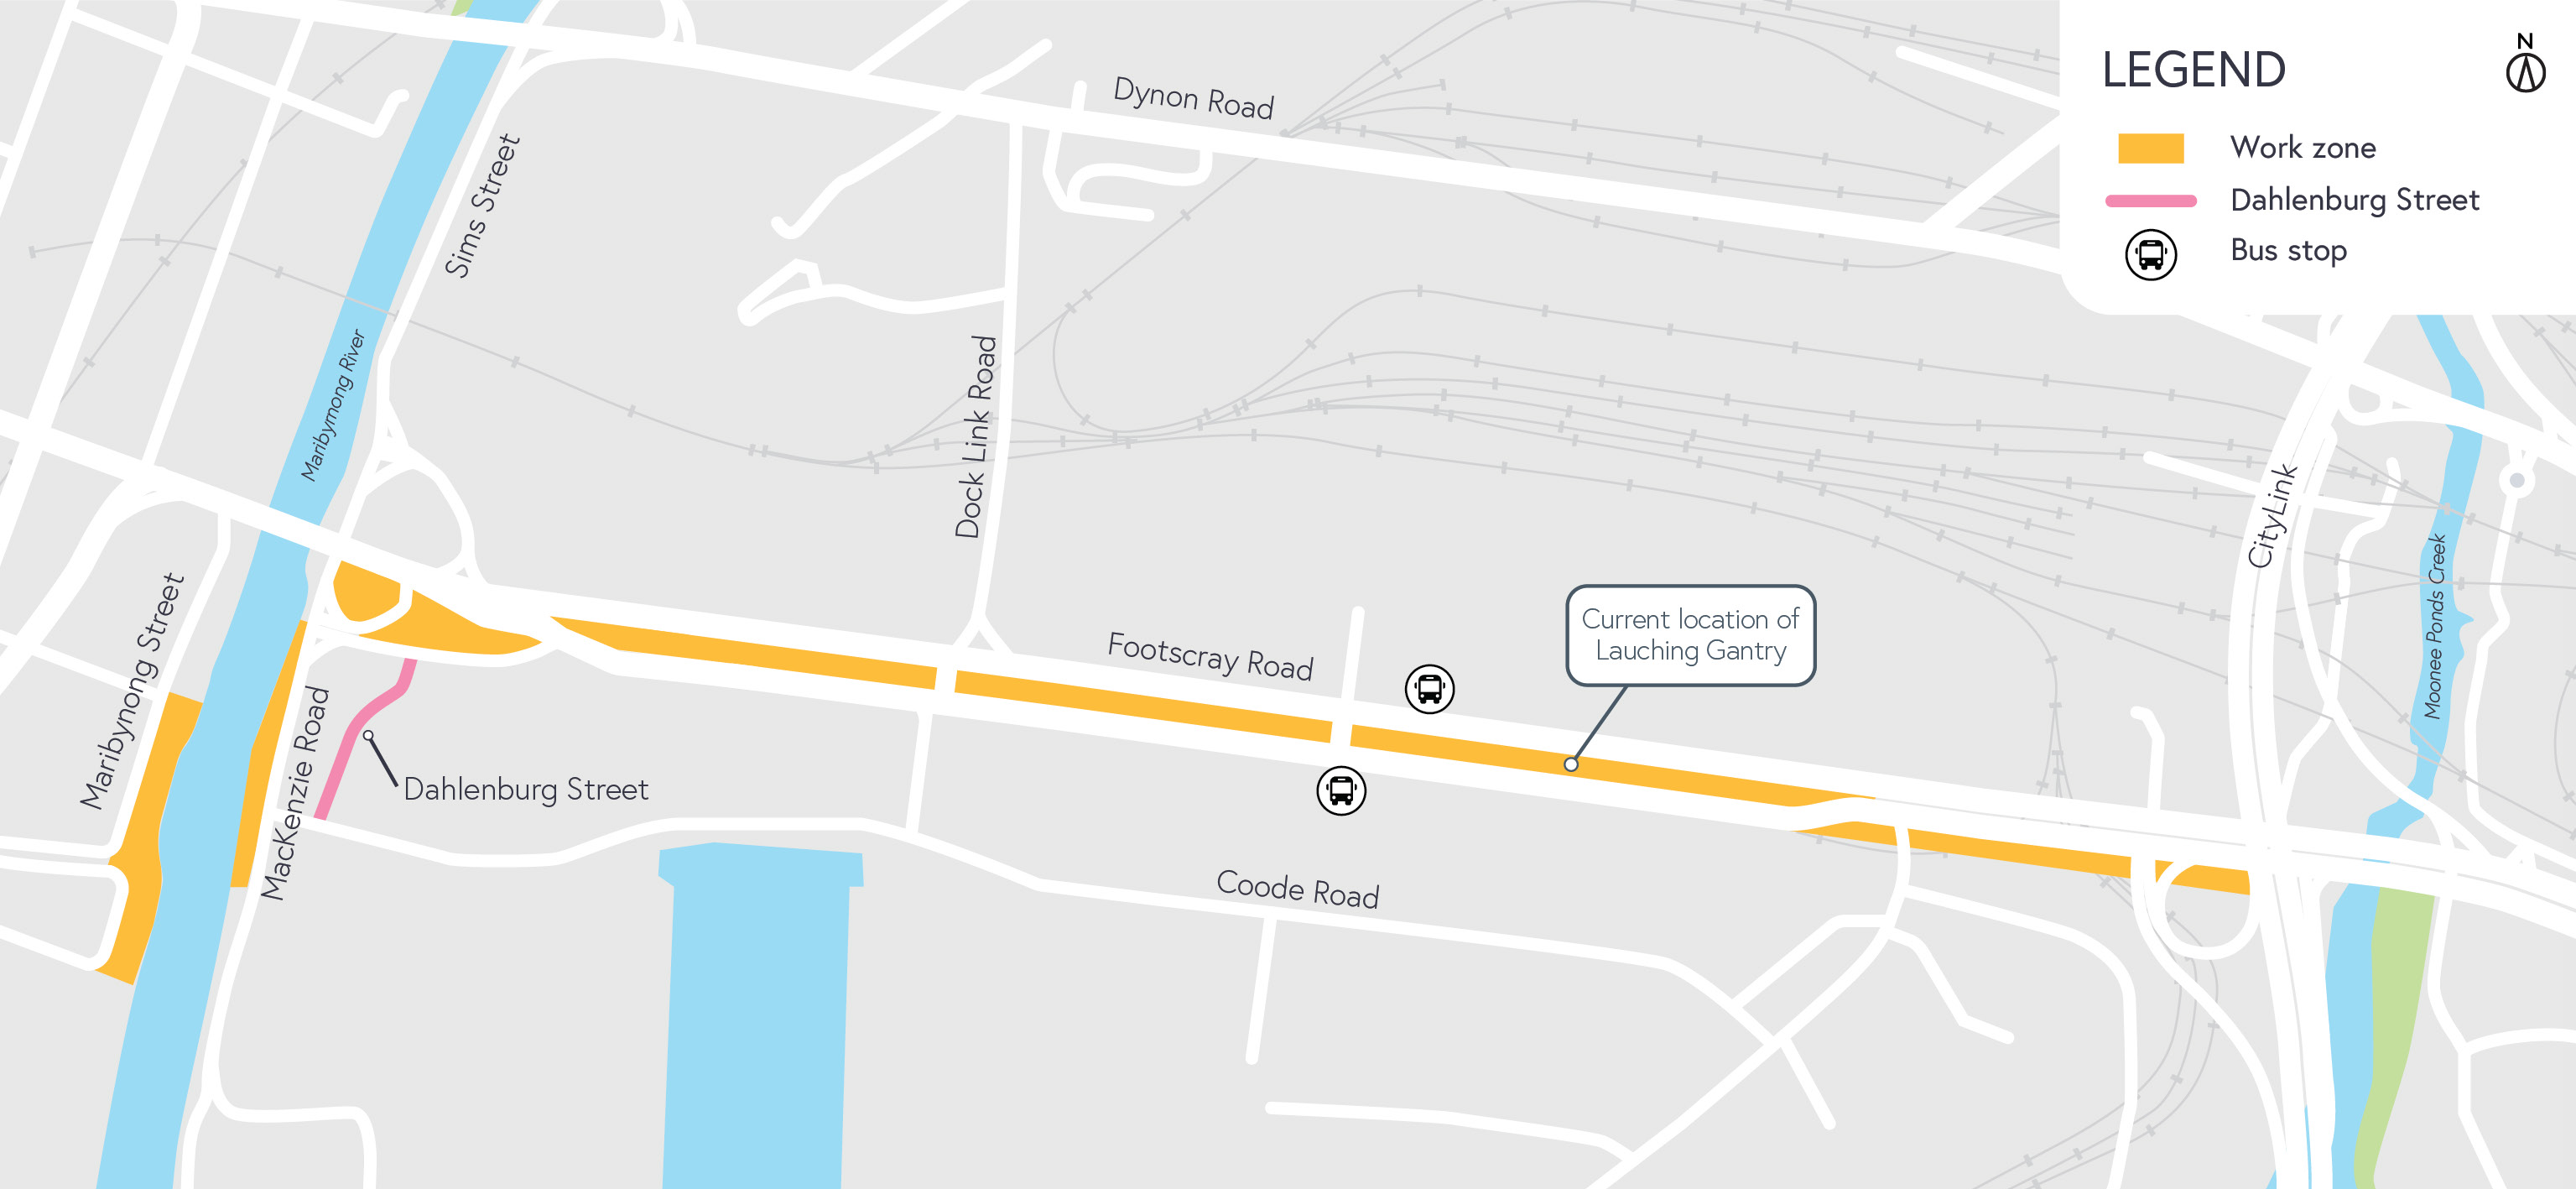 Dynon Road
LEGEND
N
Work zone
Dahlenburg Street
Bus stop
Sims Street
Maribyrnong River
Dock Link Road
CityLink
Moonee Ponds Creek
Maribynong Street
Current location of
Lauching Gantry
Footscray Road
MacKenzie Road
Dahlenburg Street
Coode Road